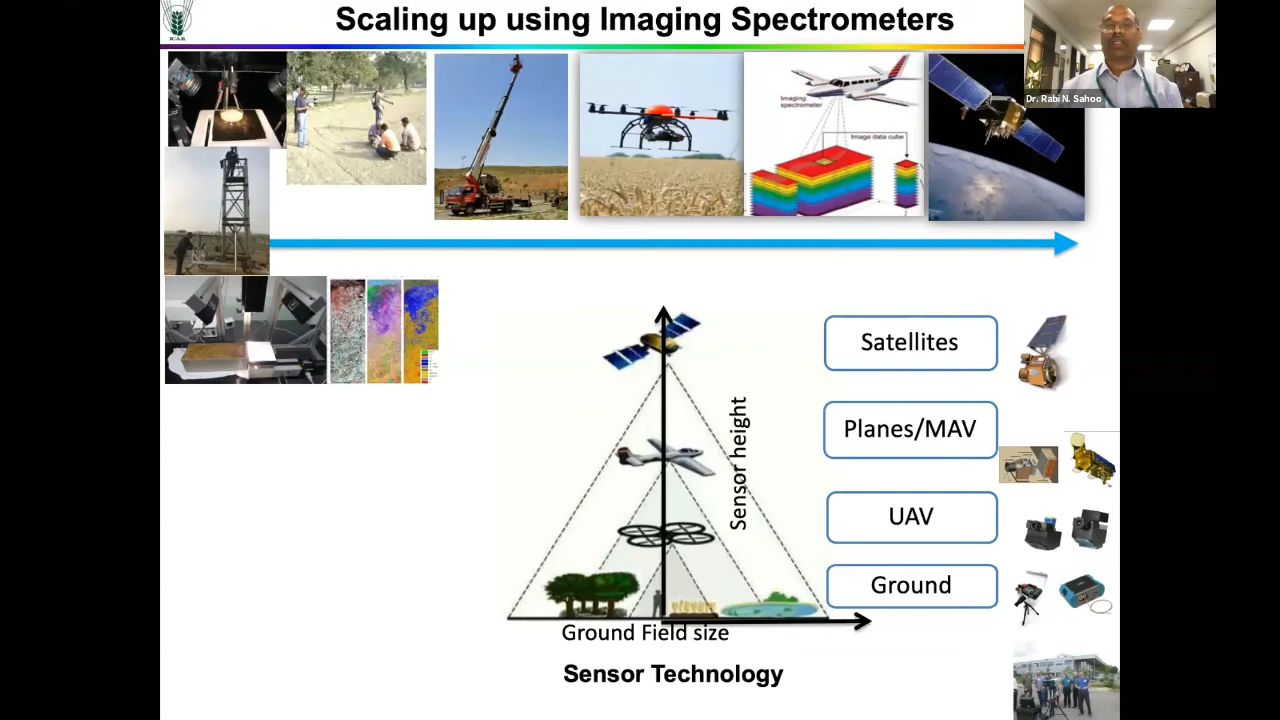 Scaling up using Imaging Spectrometers
ICAR
Dr. Rabi N. Sahoo
Imaging
spectrometer
Image data cube
Satellites
Planes/MAV
UAV
Ground
Sensor height
Ground Field size
Sensor Technology